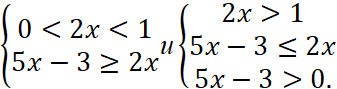 { 0 < 2x < 1
5x − 3 ≥ 2x и { 2x > 1
5x − 3 ≤ 2x
5x − 3 > 0.